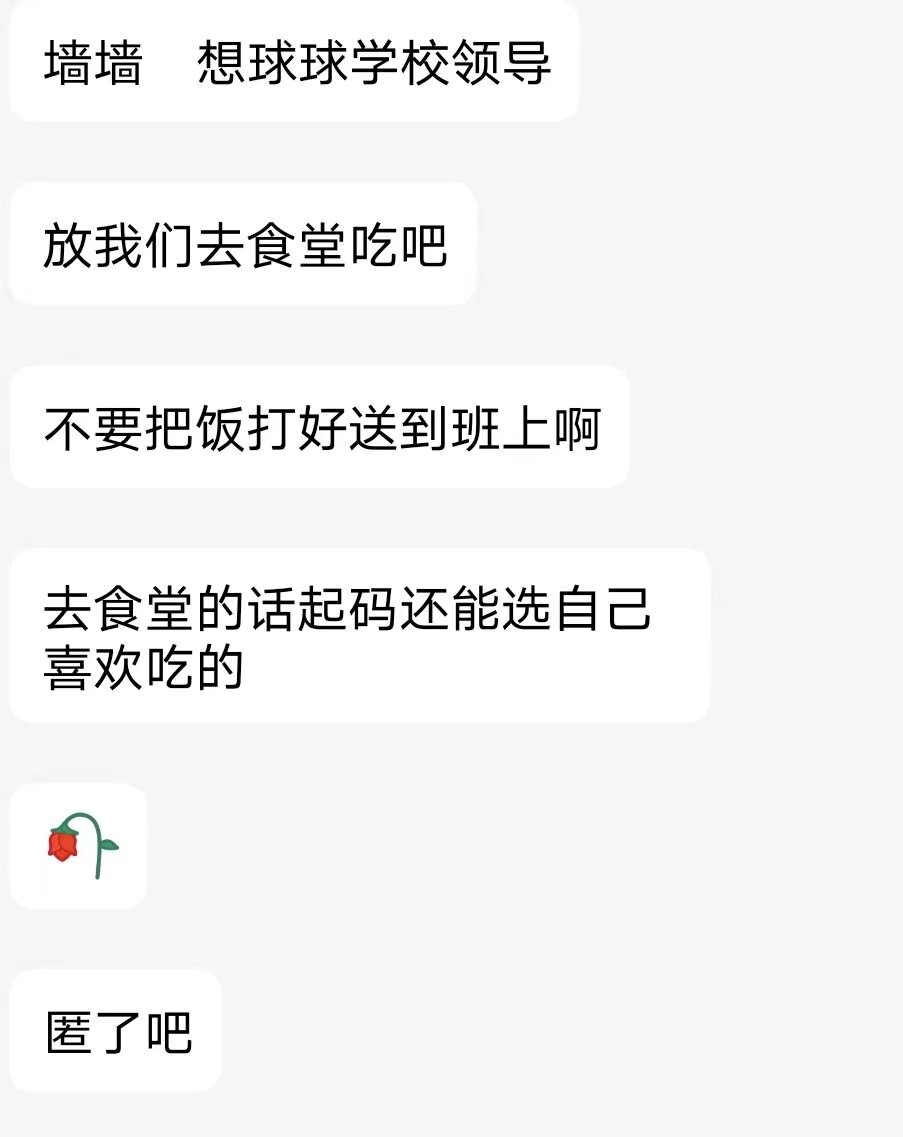 墙墙　想球球学校领导
放我们去食堂吃吧
不要把饭打好送到班上啊
去食堂的话起码还能选自己
喜欢吃的
匿了吧